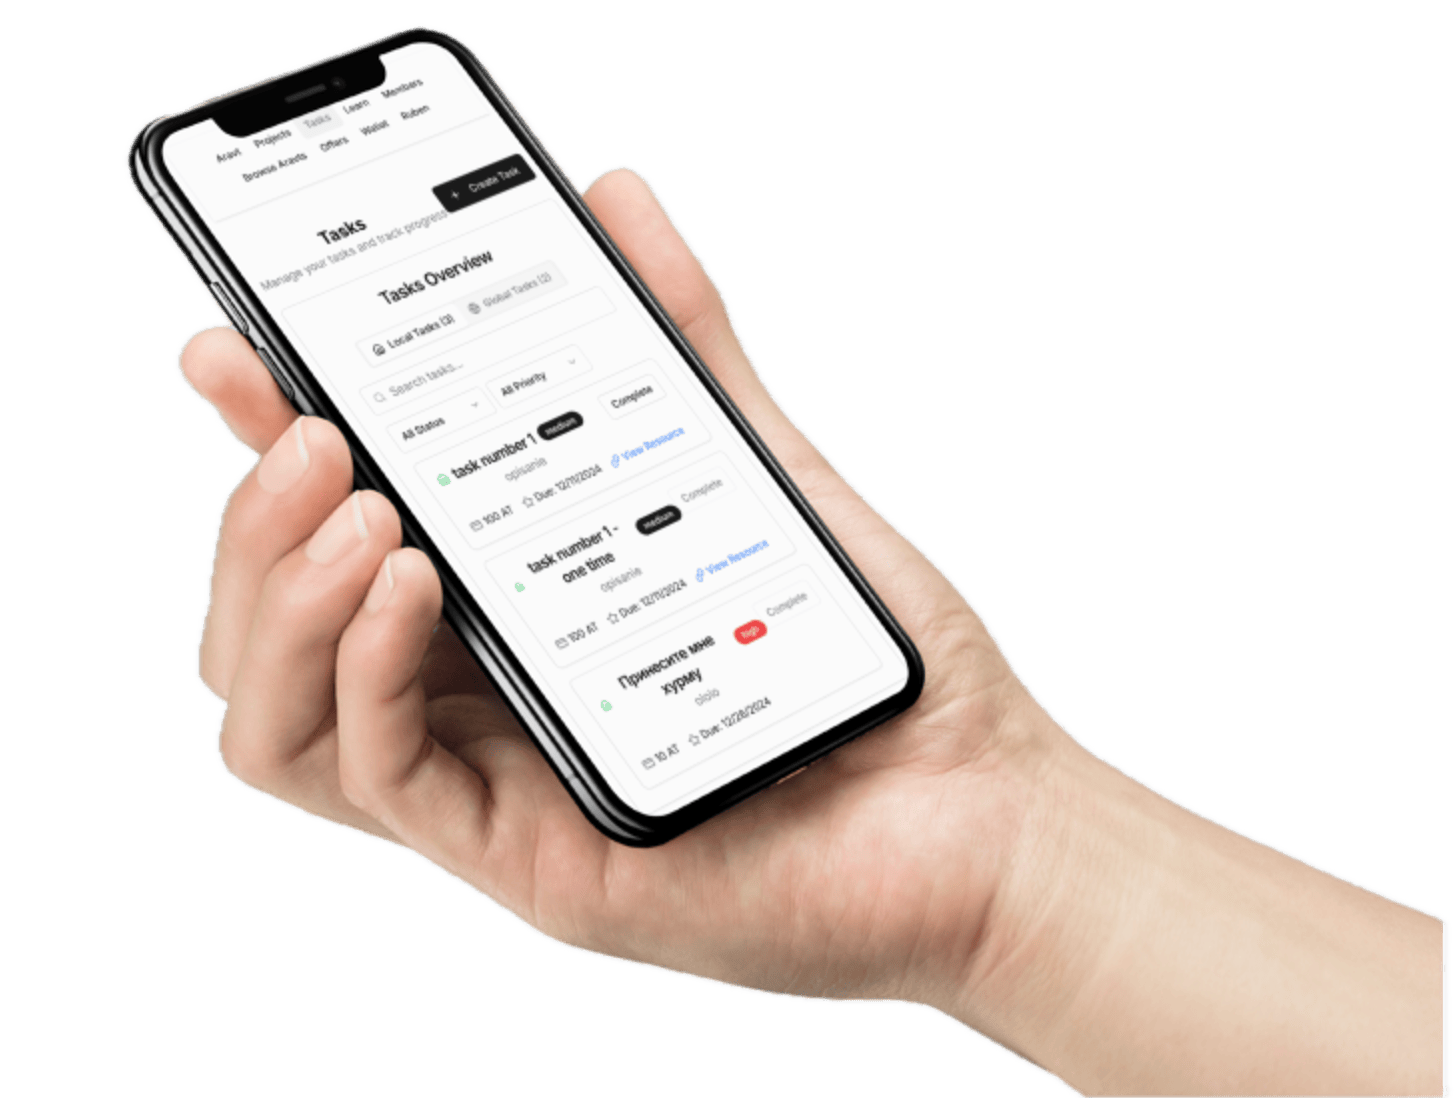 Aravt Projects Tasks Learn Members
Browse Aravts Offers Wallet Ruben
+ Create Task
Tasks
Manage your tasks and track progress
Tasks Overview
Local Tasks (3) Global Tasks (2)
Search tasks...
All Status All Priority
task number 1 medium Complete
opisanie
100 AT Due: 12/11/2024 View Resource
task number 1 - medium Complete
one time
opisanie
100 AT Due: 12/11/2024 View Resource
Принесите мне high Complete
хурму
ololo
10 AT Due: 12/28/2024